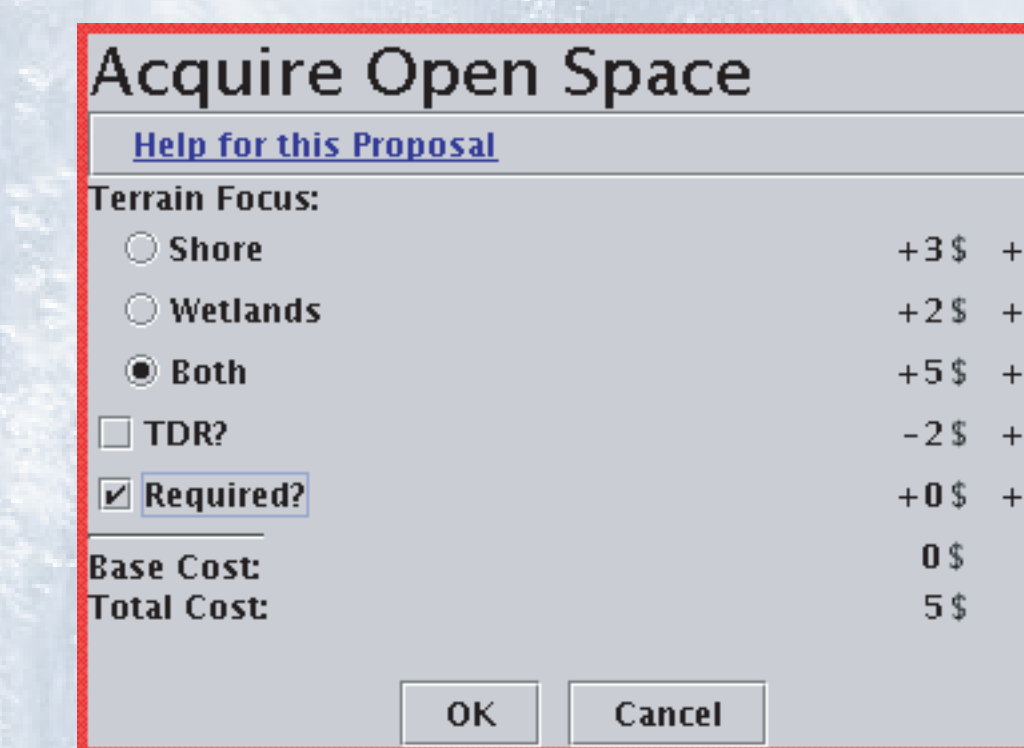 Acquire Open Space
Help for this Proposal
Terrain Focus:
Shore +3 $ +
Wetlands +2 $ +
Both +5 $ +
TDR? -2 $ +
Required? +0 $ +
Base Cost: 0 $
Total Cost: 5 $
OK Cancel